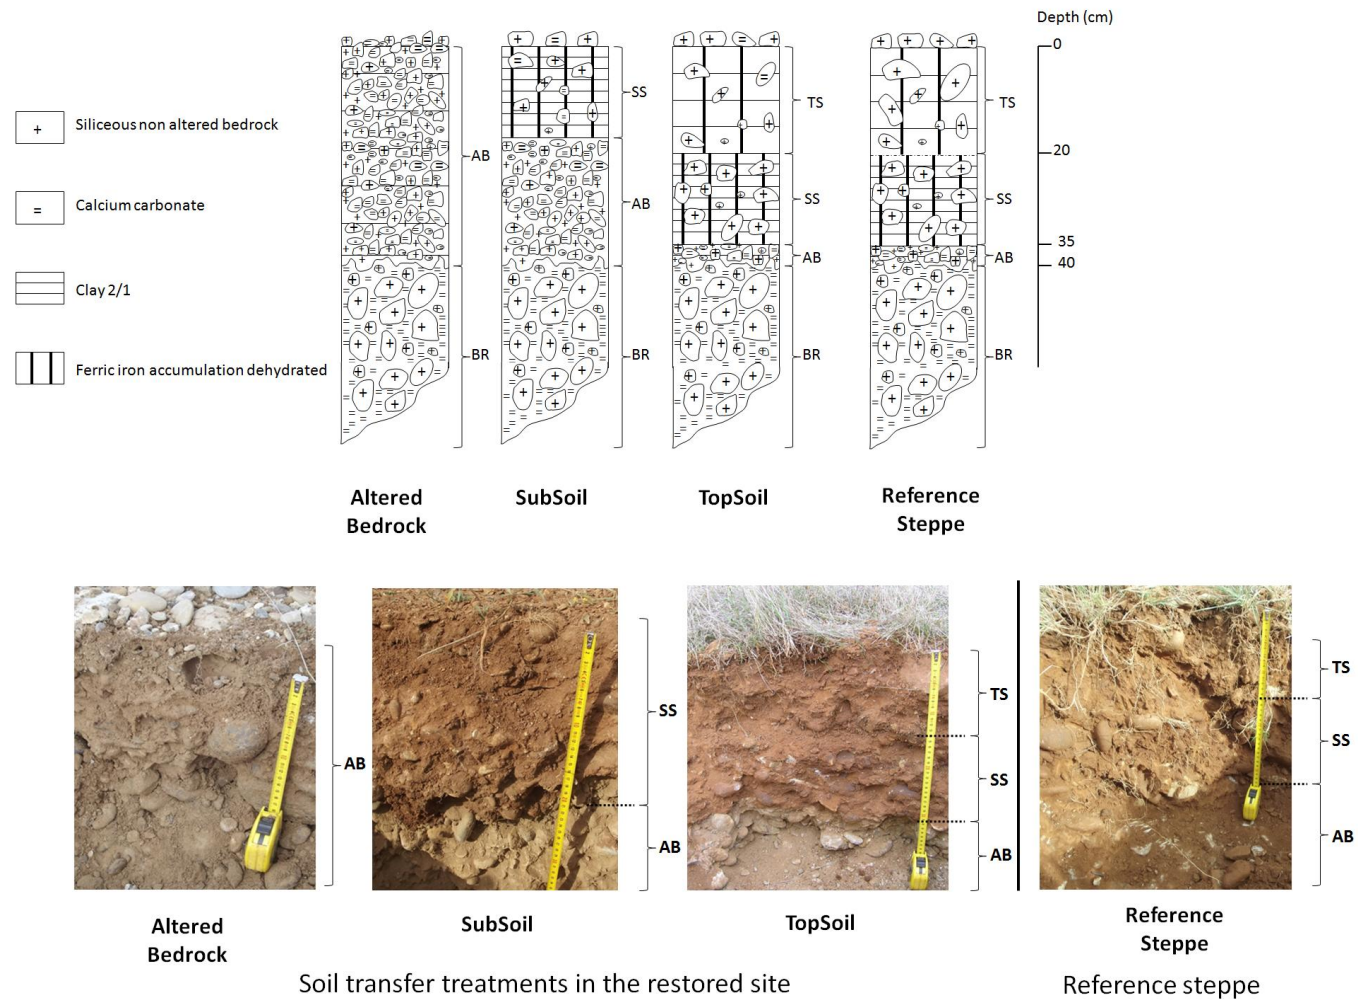 Depth (cm)
0
20
35
40
+ Siliceous non altered bedrock
= Calcium carbonate
Clay 2/1
Ferric iron accumulation dehydrated
AB
BR
SS
AB
BR
TS
SS
AB
BR
TS
SS
AB
BR
Altered
Bedrock
SubSoil
TopSoil
Reference
Steppe
AB
SS
AB
TS
SS
AB
TS
SS
AB
Altered
Bedrock
SubSoil
TopSoil
Reference
Steppe
Soil transfer treatments in the restored site
Reference steppe